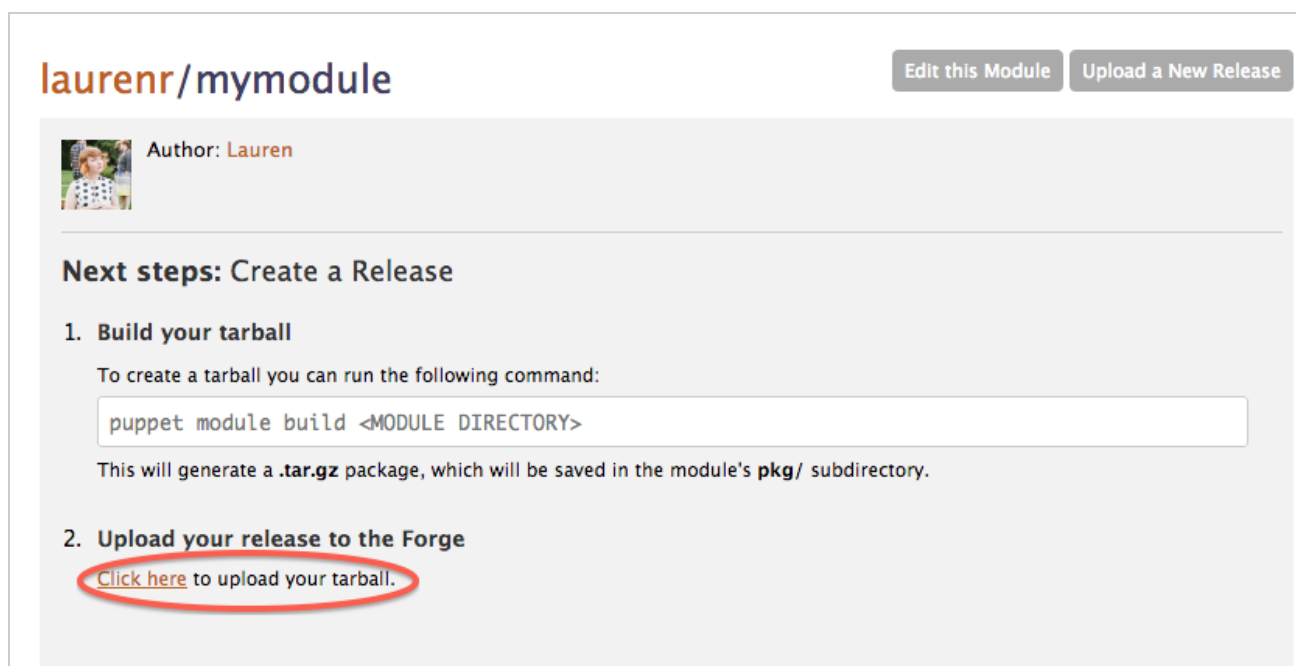 laurenr/mymodule
Edit this Module
Upload a New Release
Author: Lauren
Next steps: Create a Release
1. Build your tarball
To create a tarball you can run the following command:
puppet module build <MODULE DIRECTORY>
This will generate a .tar.gz package, which will be saved in the module's pkg/ subdirectory.
2. Upload your release to the Forge
Click here to upload your tarball.